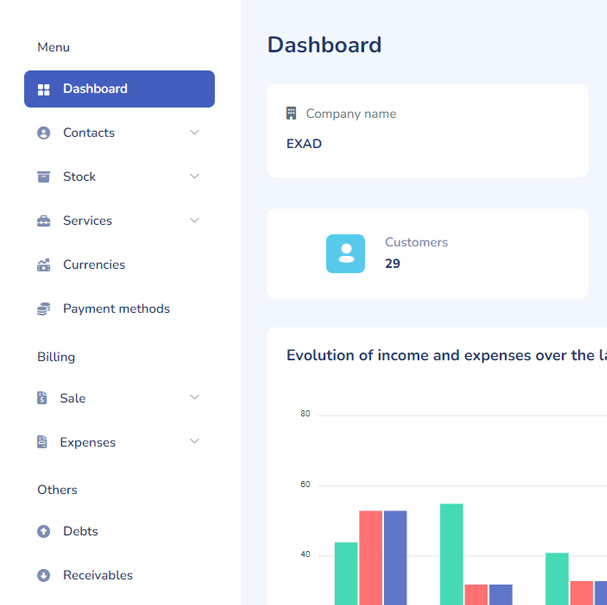 Menu
Dashboard
Contacts
Stock
Services
Currencies
Payment methods
Billing
Sale
Expenses
Others
Debts
Receivables
Dashboard
Company name
EXAD
Customers
29
Evolution of income and expenses over the
80
60
40